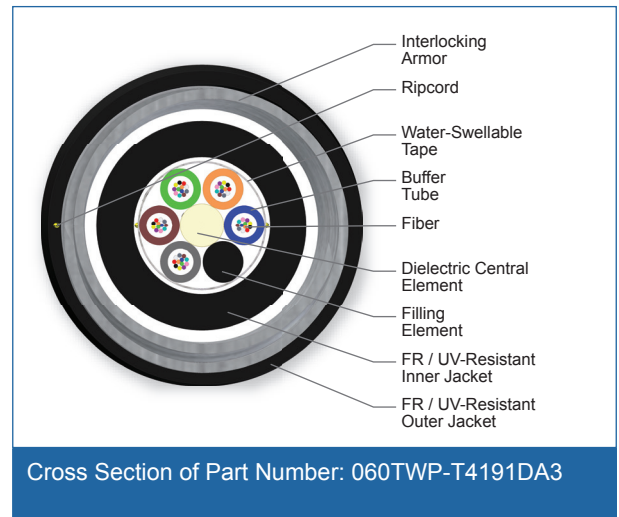 Interlocking
Armor
Ripcord
Water-Swellable
Tape
Buffer
Tube
Fiber
Dielectric Central
Element
Filling
Element
FR / UV-Resistant
Inner Jacket
FR / UV-Resistant
Outer Jacket
Cross Section of Part Number: 060TWP-T4191DA3